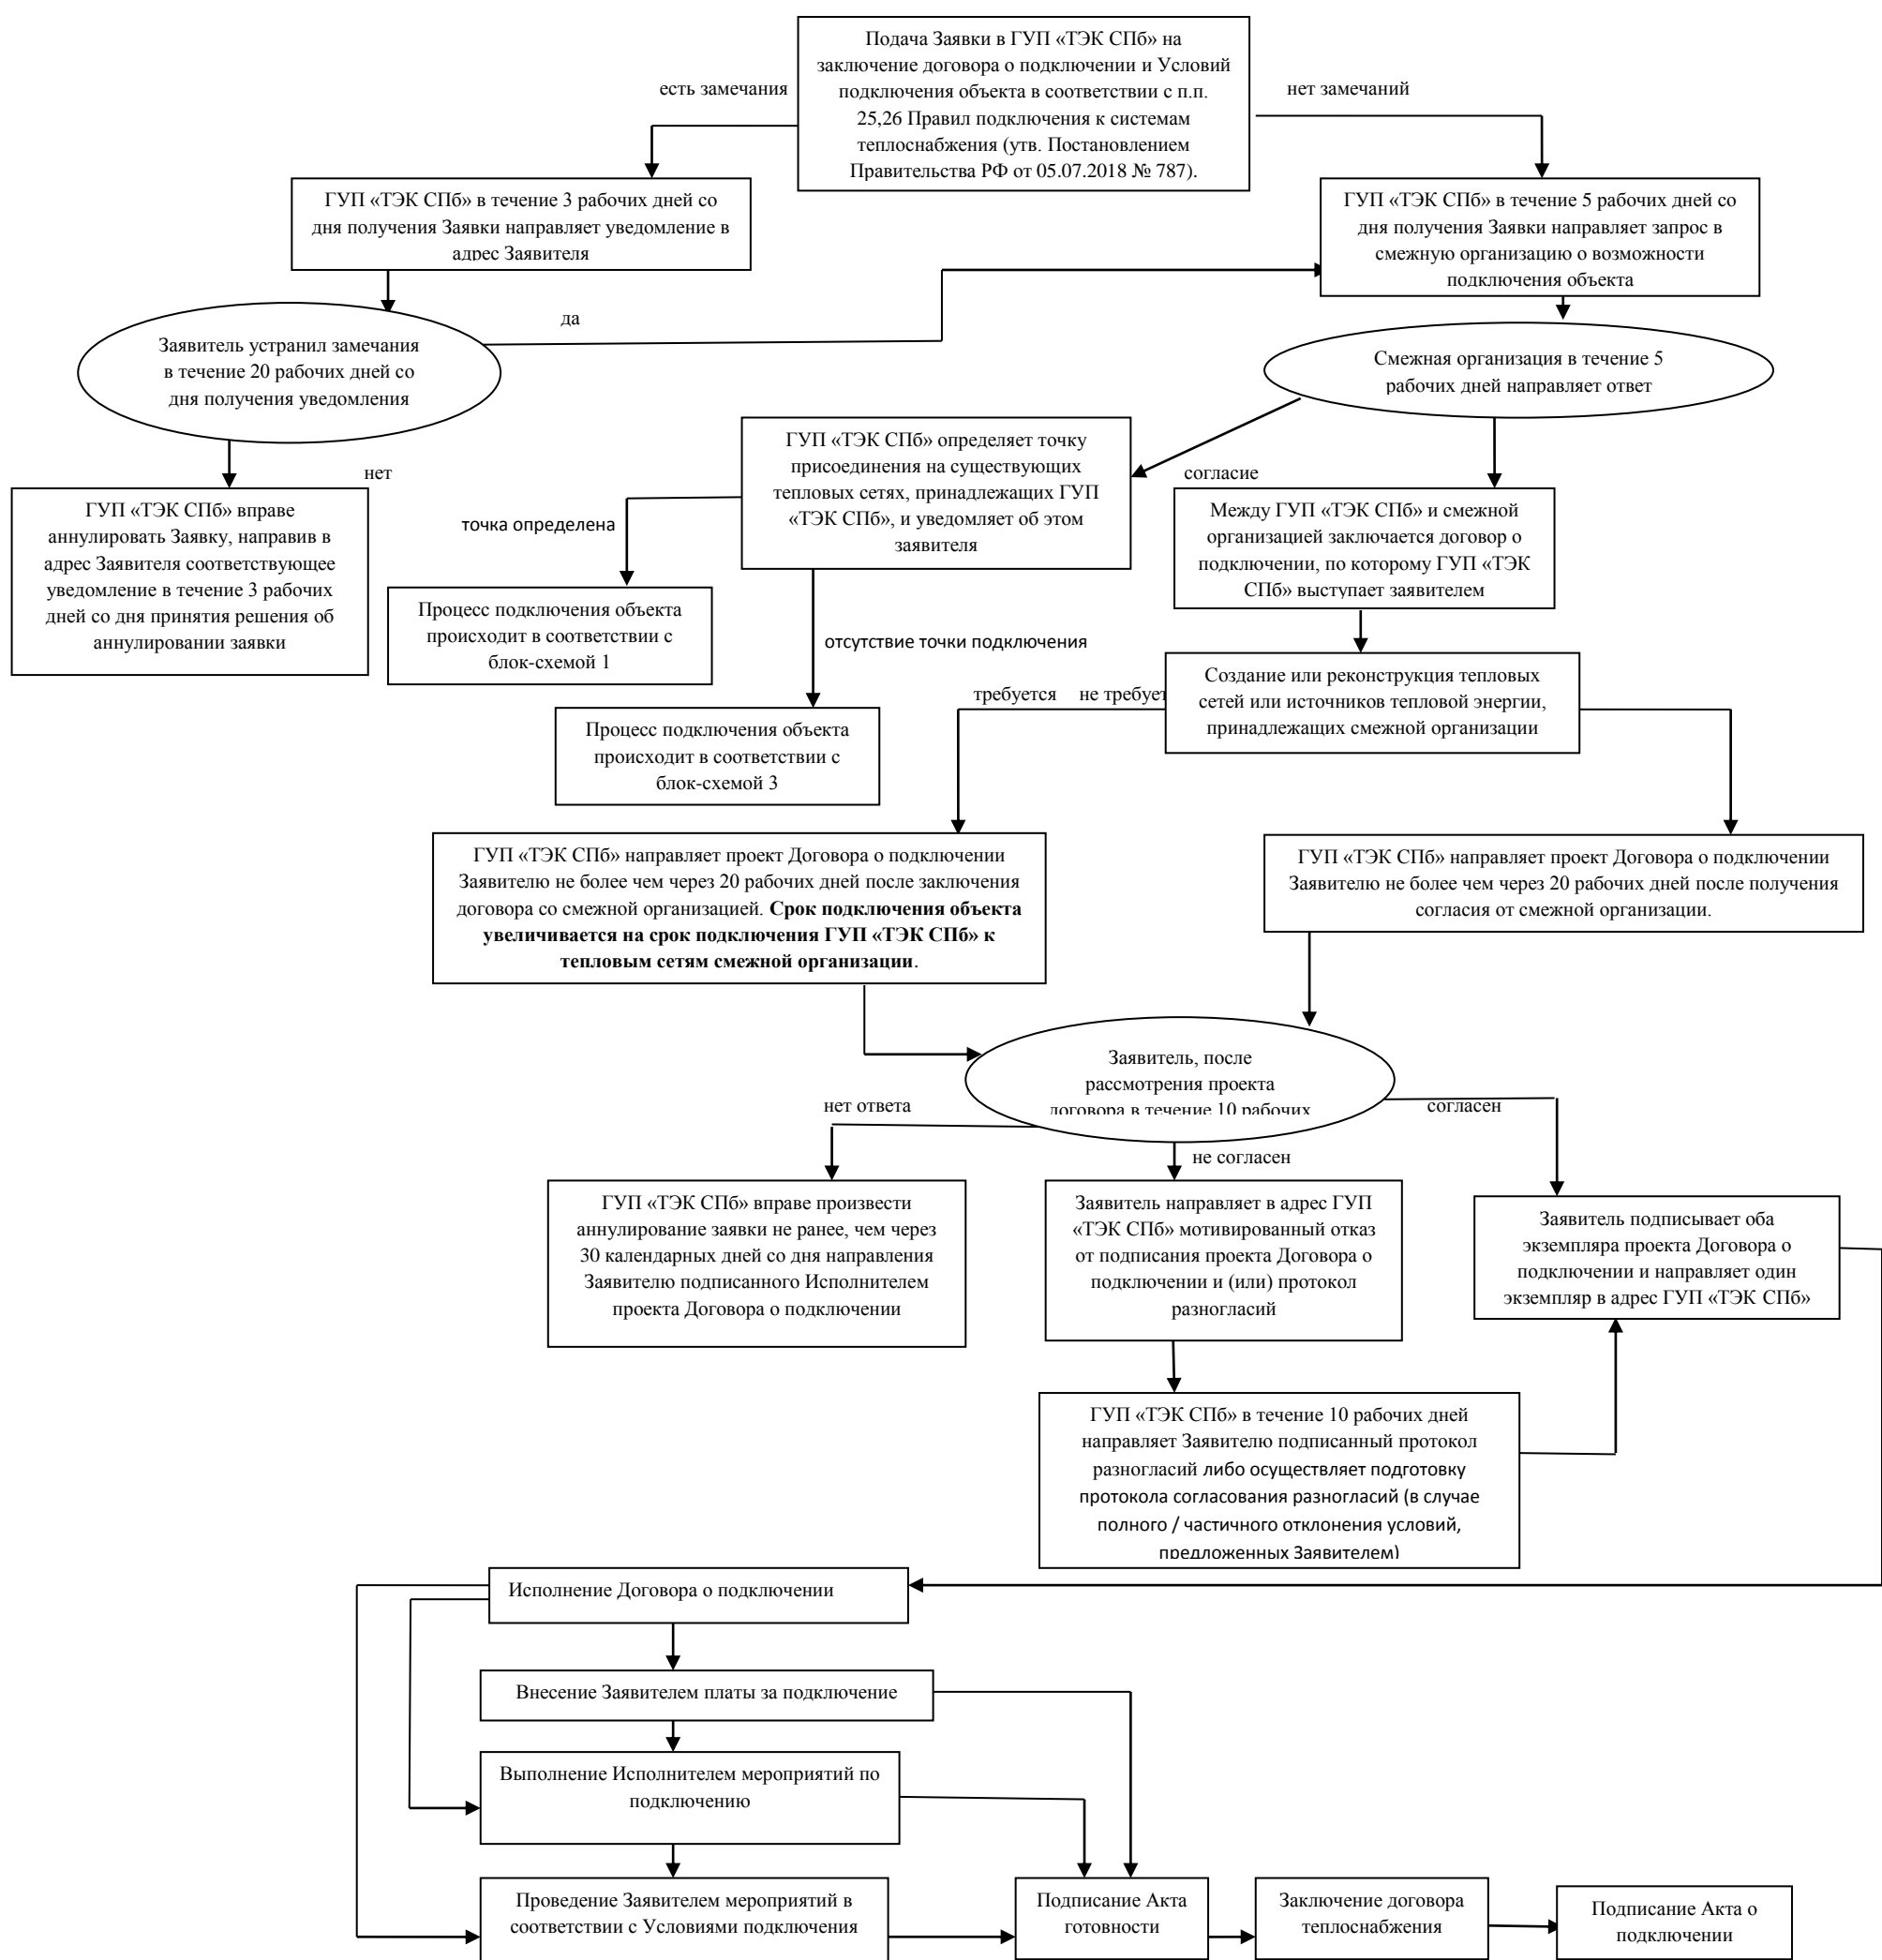 Подача Заявки в ГУП «ТЭК СПб» на
заключение договора о подключении и Условий
подключения объекта в соответствии с п.п.
25,26 Правил подключения к системам
теплоснабжения (утв. Постановлением
Правительства РФ от 05.07.2018 № 787).
есть замечания
нет замечаний
ГУП «ТЭК СПб» в течение 3 рабочих дней со
дня получения Заявки направляет уведомление в
адрес Заявителя
ГУП «ТЭК СПб» в течение 5 рабочих дней со
дня получения Заявки направляет запрос в
смежную организацию о возможности
подключения объекта
да
Заявитель устранил замечания
в течение 20 рабочих дней со
дня получения уведомления
Смежная организация в течение 5
рабочих дней направляет ответ
нет
ГУП «ТЭК СПб» вправе
аннулировать Заявку, направив в
адрес Заявителя соответствующее
уведомление в течение 3 рабочих
дней со дня принятия решения об
аннулировании заявки
ГУП «ТЭК СПб» определяет точку
присоединения на существующих
тепловых сетях, принадлежащих ГУП
«ТЭК СПб», и уведомляет об этом
заявителя
согласие
Между ГУП «ТЭК СПб» и смежной
организацией заключается договор о
подключении, по которому ГУП «ТЭК
СПб» выступает заявителем
точка определена
Процесс подключения объекта
происходит в соответствии с
блок-схемой 1
отсутствие точки подключения
Процесс подключения объекта
происходит в соответствии с
блок-схемой 3
Создание или реконструкция тепловых
сетей или источников тепловой энергии,
принадлежащих смежной организации
требуется не требует
ГУП «ТЭК СПб» направляет проект Договора о подключении
Заявителю не более чем через 20 рабочих дней после заключения
договора со смежной организацией. Срок подключения объекта
увеличивается на срок подключения ГУП «ТЭК СПб» к
тепловым сетям смежной организации.
ГУП «ТЭК СПб» направляет проект Договора о подключении
Заявителю не более чем через 20 рабочих дней после получения
согласия от смежной организации.
Заявитель, после
рассмотрения проекта
договора в течение 10 рабочих
нет ответа
согласен
не согласен
ГУП «ТЭК СПб» вправе произвести
аннулирование заявки не ранее, чем через
30 календарных дней со дня направления
Заявителю подписанного Исполнителем
проекта Договора о подключении
Заявитель направляет в адрес ГУП
«ТЭК СПб» мотивированный отказ
от подписания проекта Договора о
подключении и (или) протокол
разногласий
Заявитель подписывает оба
экземпляра проекта Договора о
подключении и направляет один
экземпляр в адрес ГУП «ТЭК СПб»
ГУП «ТЭК СПб» в течение 10 рабочих дней
направляет Заявителю подписанный протокол
разногласий либо осуществляет подготовку
протокола согласования разногласий (в случае
полного / частичного отклонения условий,
предложенных Заявителем)
Исполнение Договора о подключении
Внесение Заявителем платы за подключение
Выполнение Исполнителем мероприятий по
подключению
Проведение Заявителем мероприятий в
соответствии с Условиями подключения
Подписание Акта
готовности
Заключение договора
теплоснабжения
Подписание Акта о
подключении